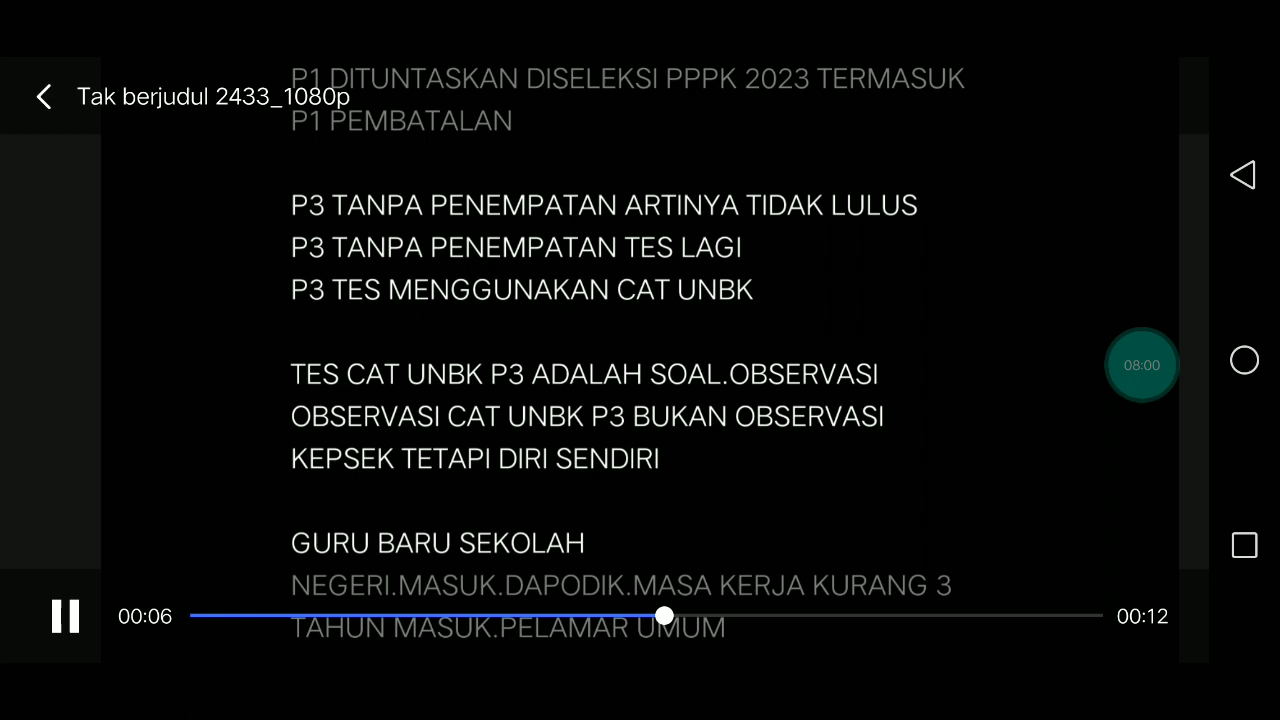 P1 DITUNTASKAN DISELEKSI PPPK 2023 TERMASUK
Tak berjudul 2433_1080p
P1 PEMBATALAN
P3 TANPA PENEMPATAN ARTINYA TIDAK LULUS
P3 TANPA PENEMPATAN TES LAGI
P3 TES MENGGUNAKAN CAT UNBK
08:00
TES CAT UNBK P3 ADALAH SOAL.OBSERVASI
OBSERVASI CAT UNBK P3 BUKAN OBSERVASI
KEPSEK TETAPI DIRI SENDIRI
GURU BARU SEKOLAH
NEGERI.MASUK.DAPODIK.MASA KERJA KURANG 3
00:06
00:12
TAHUN MASUK.PELAMAR UMUM